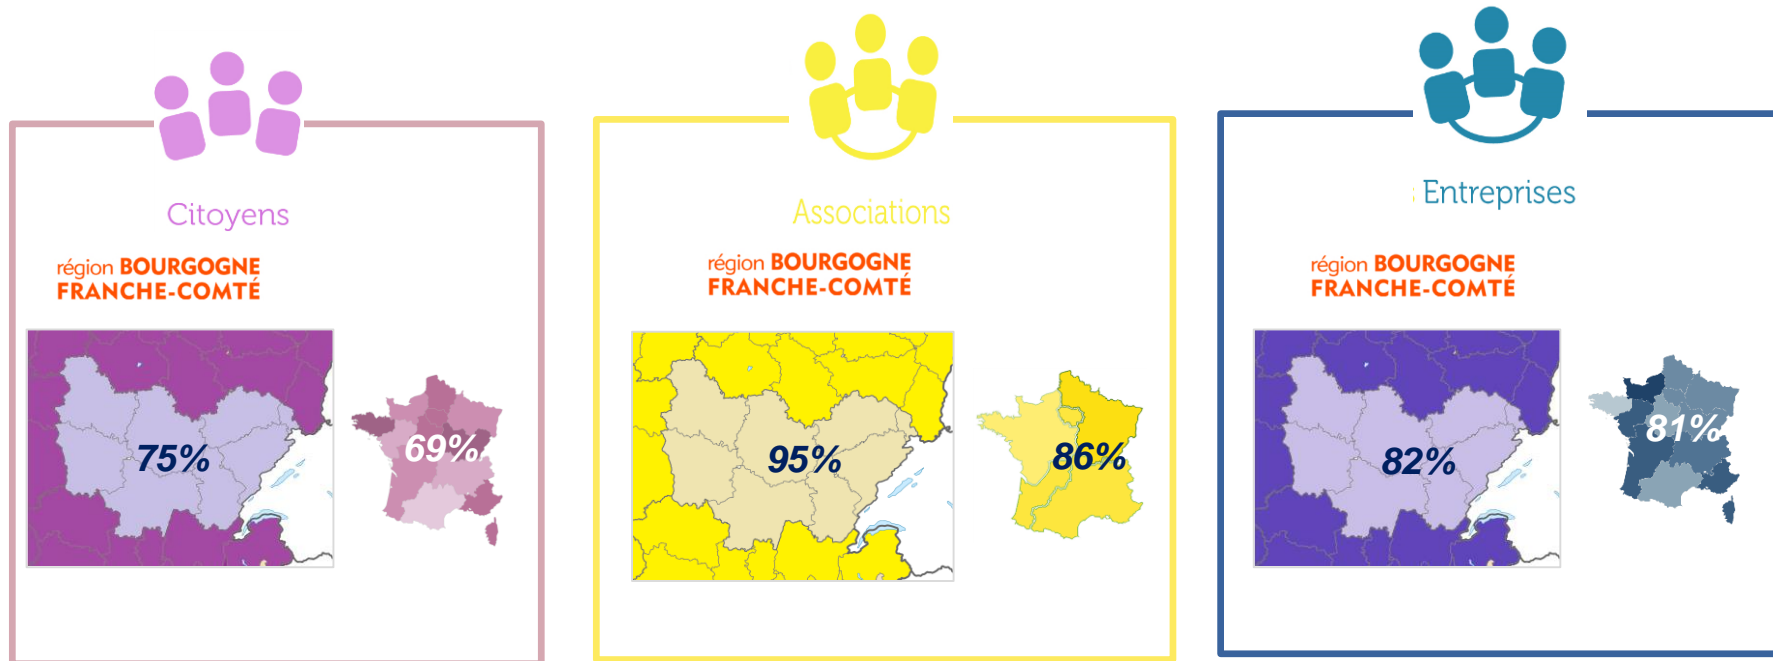 Citoyens
région BOURGOGNE
FRANCHE-COMTÉ
75%
69%
Associations
région BOURGOGNE
FRANCHE-COMTÉ
95%
86%
Entreprises
région BOURGOGNE
FRANCHE-COMTÉ
82%
81%